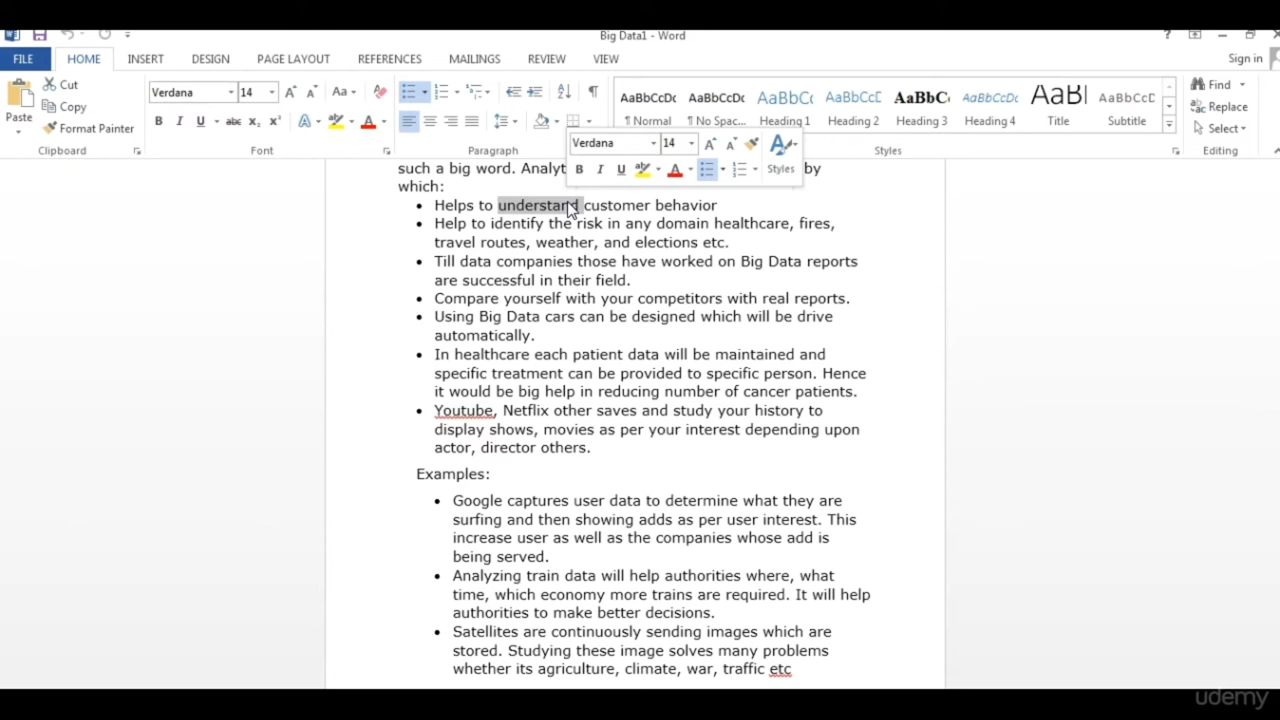 Big Data1 - Word
?
FILE HOME INSERT DESIGN PAGE LAYOUT REFERENCES MAILINGS REVIEW VIEW Sign in
Paste Cut Copy Format Painter
Clipboard
Verdana 14 Aa
B I U abc x₂ x² A A
Font
Paragraph
AaBbCcDc AaBbCcDc AaBbCc AaBbCcD AaBbC AaBbCcD AaBl AaBbCcD
¶ Normal ¶ No Spac... Heading 1 Heading 2 Heading 3 Heading 4 Title Subtitle
Styles
Find
Replace
Select
Editing
Verdana 14
B I U A Styles
such a big word. Analyt by
which:
• Helps to understand customer behavior
• Help to identify the risk in any domain healthcare, fires,
travel routes, weather, and elections etc.
• Till data companies those have worked on Big Data reports
are successful in their field.
• Compare yourself with your competitors with real reports.
• Using Big Data cars can be designed which will be drive
automatically.
• In healthcare each patient data will be maintained and
specific treatment can be provided to specific person. Hence
it would be big help in reducing number of cancer patients.
• Youtube, Netflix other saves and study your history to
display shows, movies as per your interest depending upon
actor, director others.
Examples:
• Google captures user data to determine what they are
surfing and then showing adds as per user interest. This
increase user as well as the companies whose add is
being served.
• Analyzing train data will help authorities where, what
time, which economy more trains are required. It will help
authorities to make better decisions.
• Satellites are continuously sending images which are
stored. Studying these image solves many problems
whether its agriculture, climate, war, traffic etc
udemy